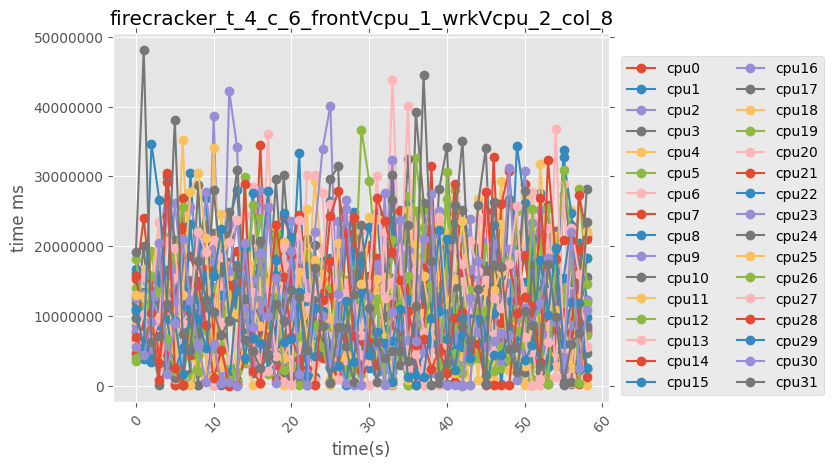 firecracker_t_4_c_6_frontVcpu_1_wrkVcpu_2_col_8
time ms
50000000
40000000
30000000
20000000
10000000
0
0
10
20
30
40
50
60
time(s)
cpu0
cpu1
cpu2
cpu3
cpu4
cpu5
cpu6
cpu7
cpu8
cpu9
cpu10
cpu11
cpu12
cpu13
cpu14
cpu15
cpu16
cpu17
cpu18
cpu19
cpu20
cpu21
cpu22
cpu23
cpu24
cpu25
cpu26
cpu27
cpu28
cpu29
cpu30
cpu31